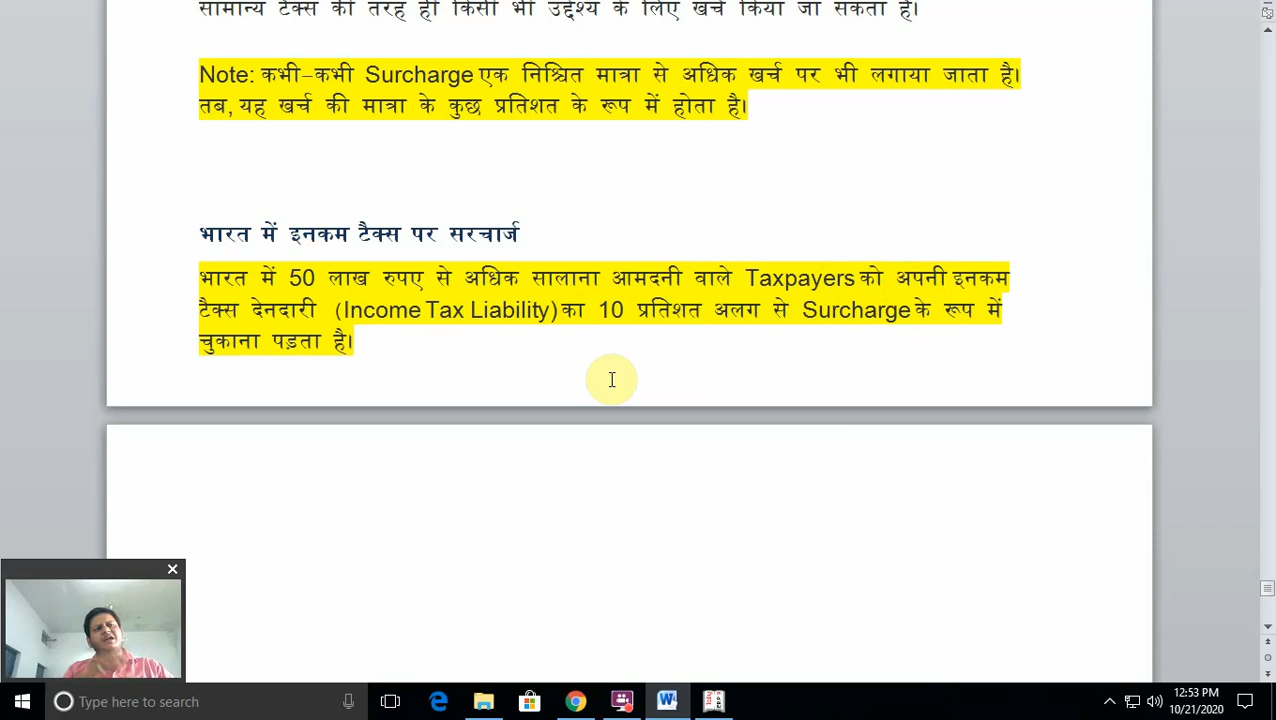 सामान्य टैक्स की तरह ही किसी भी उद्देश्य के लिए खर्च किया जा सकता है।
Note: कभी-कभी Surcharge एक निश्चित मात्रा से अधिक खर्च पर भी लगाया जाता है।
तब, यह खर्च की मात्रा के कुछ प्रतिशत के रूप में होता है।
भारत में इनकम टैक्स पर सरचार्ज
भारत में 50 लाख रुपए से अधिक सालाना आमदनी वाले Taxpayers को अपनी इनकम
टैक्स देनदारी (Income Tax Liability) का 10 प्रतिशत अलग से Surcharge के रूप में
चुकाना पड़ता है।
Type here to search
12:53 PM
10/21/2020